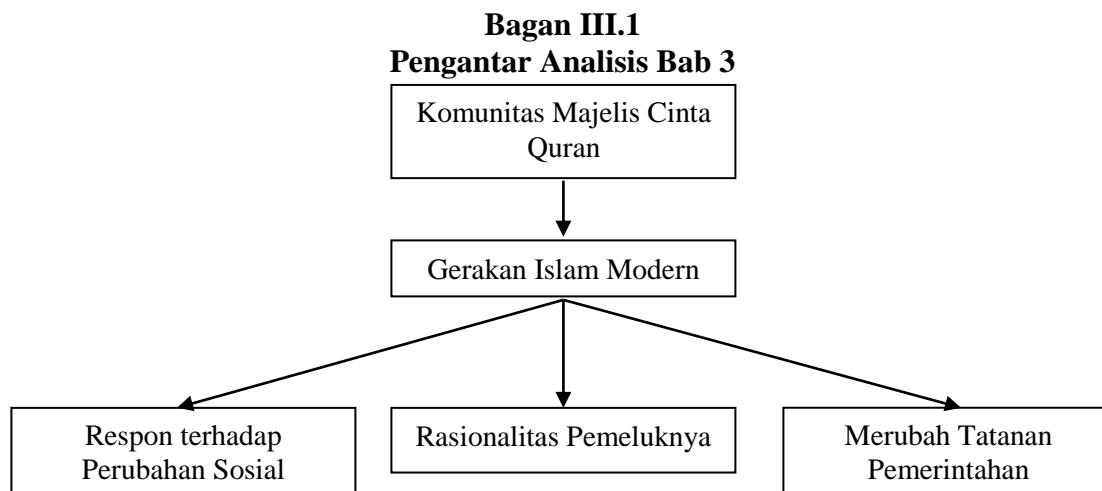 Bagan III.1
Pengantar Analisis Bab 3
Komunitas Majelis Cinta
Quran
Gerakan Islam Modern
Respon terhadap
Perubahan Sosial
Rasionalitas Pemeluknya
Merubah Tatanan
Pemerintahan